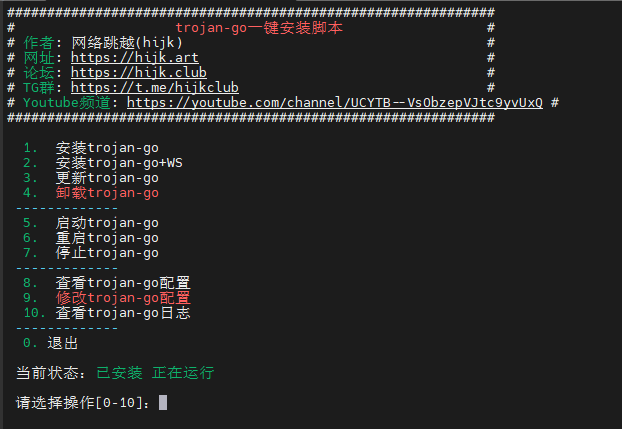 #############################################################
# trojan-go一键安装脚本 #
# 作者: 网络跳越(hijk) #
# 网址: https://hijk.art #
# 论坛: https://hijk.club #
# TG群: https://t.me/hijkclub #
# Youtube频道: https://youtube.com/channel/UCYTB--VsObzepVJtc9yvUxQ #
#############################################################
1. 安装trojan-go
2. 安装trojan-go+WS
3. 更新trojan-go
4. 卸载trojan-go
-------------
5. 启动trojan-go
6. 重启trojan-go
7. 停止trojan-go
-------------
8. 查看trojan-go配置
9. 修改trojan-go配置
10. 查看trojan-go日志
-------------
0. 退出
当前状态：已安装 正在运行
请选择操作[0-10]：